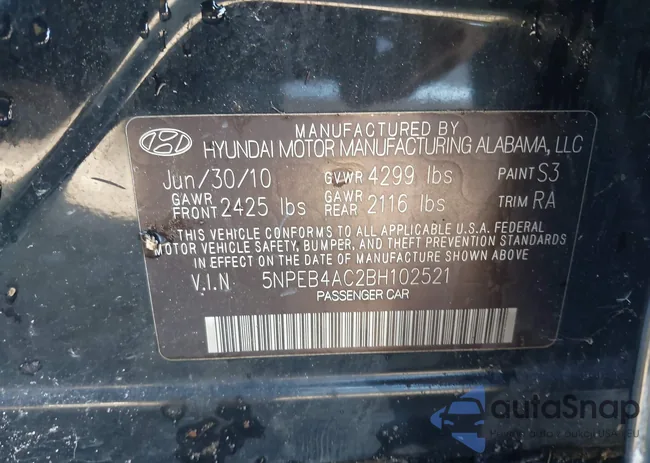 MANUFACTURED BY
HYUNDAI MOTOR MANUFACTURING ALABAMA, LLC
Jun/30/10 GVWR 4299 lbs PAINT S3
GAWR FRONT 2425 lbs GAWR REAR 2116 lbs TRIM RA
THIS VEHICLE CONFORMS TO ALL APPLICABLE U.S.A. FEDERAL
MOTOR VEHICLE SAFETY, BUMPER, AND THEFT PREVENTION STANDARDS
IN EFFECT ON THE DATE OF MANUFACTURE SHOWN ABOVE
V.I.N 5NPEB4AC2BH102521
PASSENGER CAR
autaSnap